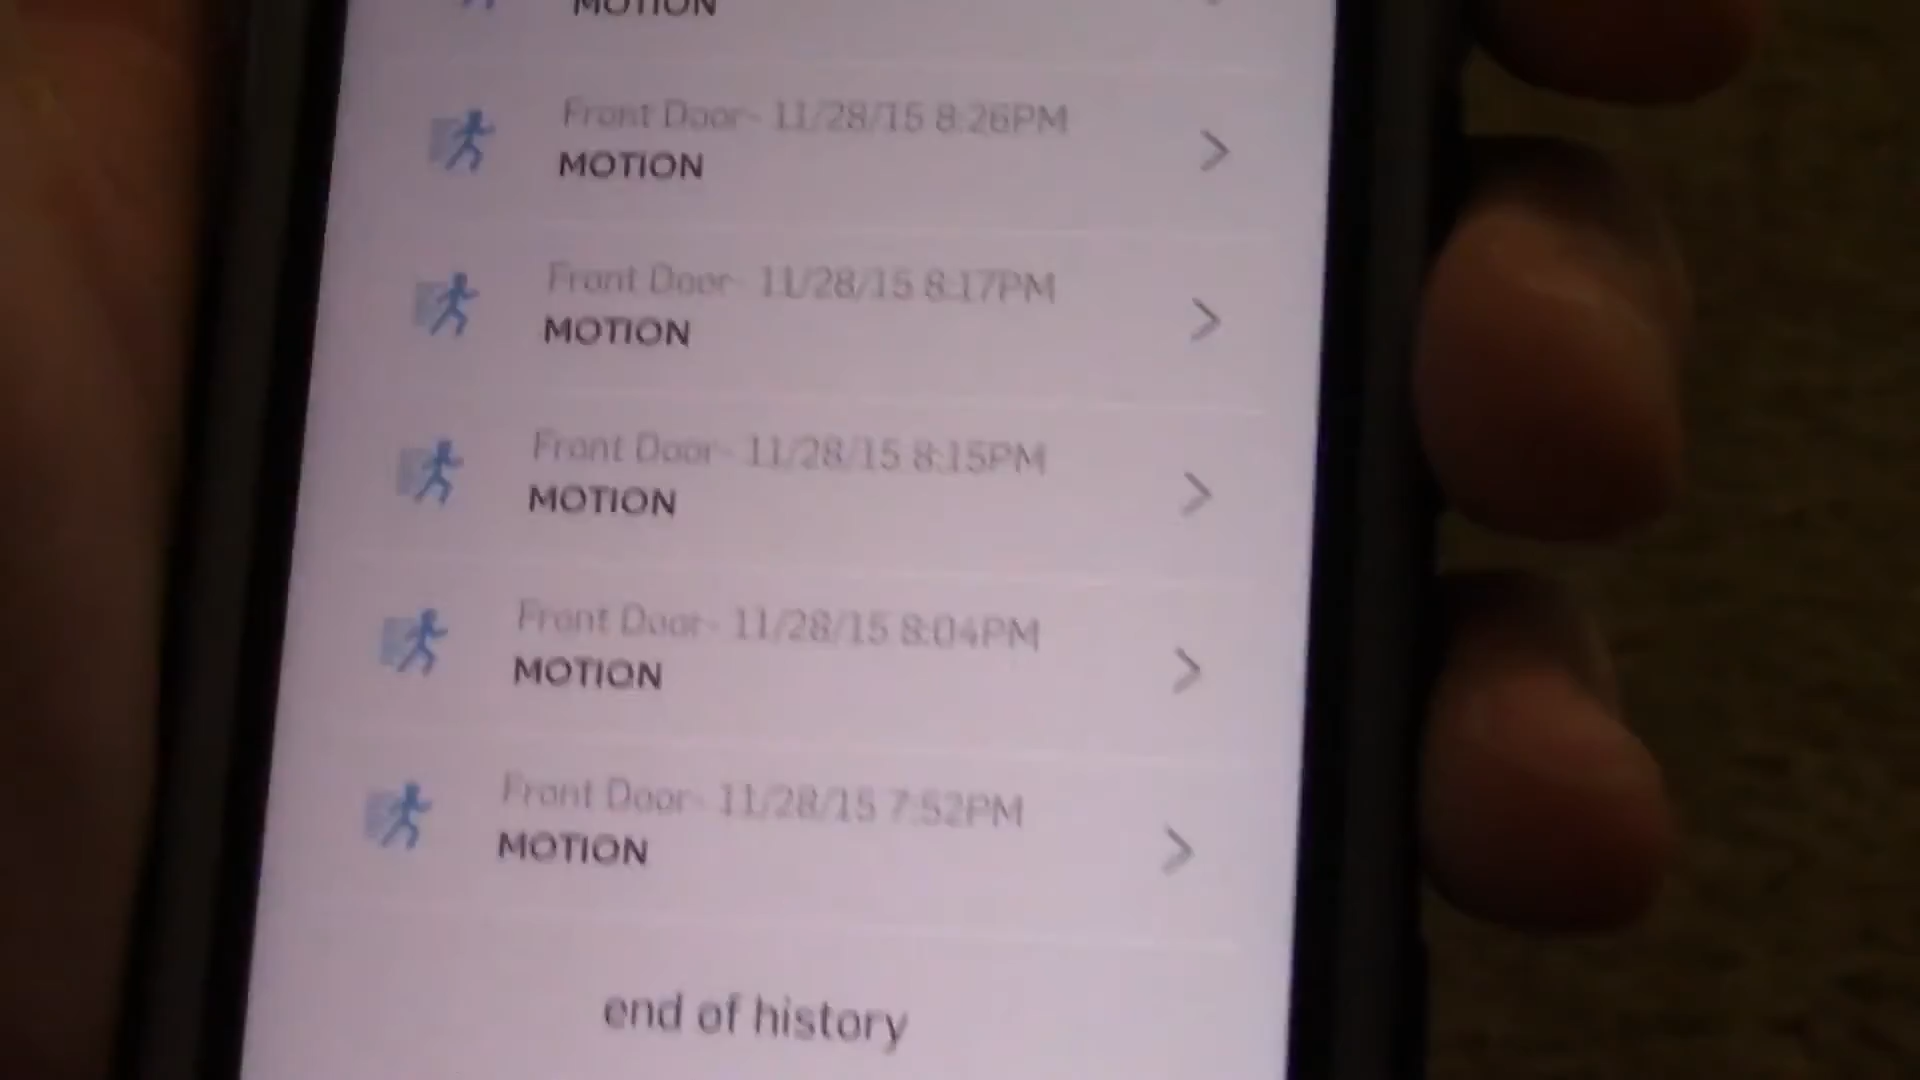 MOTION
Front Door- 11/28/15 8:26PM
MOTION
Front Door- 11/28/15 8:17PM
MOTION
Front Door- 11/28/15 8:15PM
MOTION
Front Door- 11/28/15 8:04PM
MOTION
Front Door- 11/28/15 7:52PM
MOTION
end of history